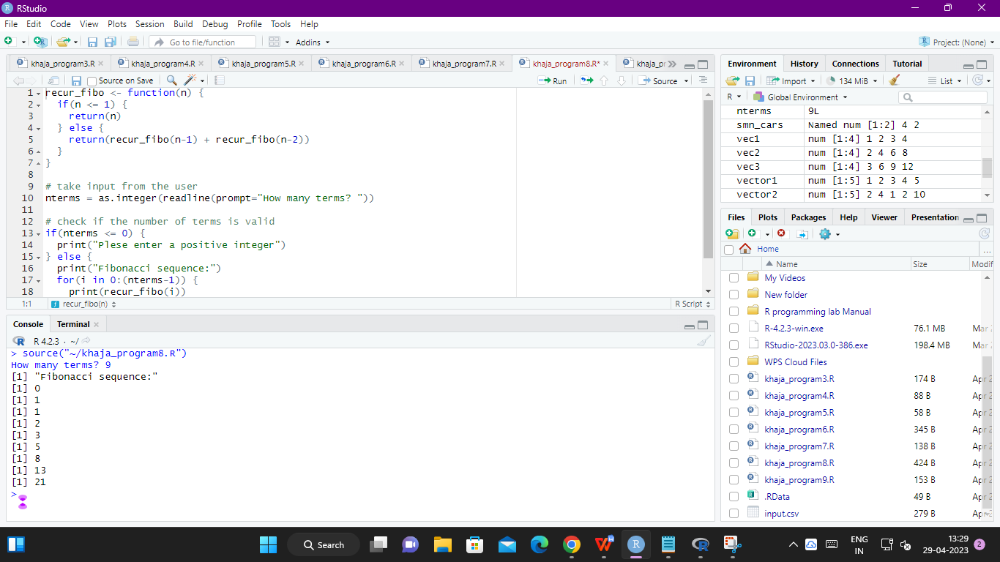 RStudio
File Edit Code View Plots Session Build Debug Profile Tools Help
Go to file/function Addins Project: (None)
khaja_program3.R khaja_program4.R khaja_program5.R khaja_program6.R khaja_program7.R khaja_program8.R* khaja_p
Source on Save Run Source
1 recur_fibo <- function(n) {
2 if(n <= 1) {
3 return(n)
4 } else {
5 return(recur_fibo(n-1) + recur_fibo(n-2))
6 }
7 }
8
9 # take input from the user
10 nterms = as.integer(readline(prompt="How many terms? "))
11
12 # check if the number of terms is valid
13 if(nterms <= 0) {
14 print("Plese enter a positive integer")
15 } else {
16 print("Fibonacci sequence:")
17 for(i in 0:(nterms-1)) {
18 print(recur_fibo(i))
1:1 recur_fibo(n) R Script
Console Terminal
R 4.2.3 · ~/
> source("~/khaja_program8.R")
How many terms? 9
[1] "Fibonacci sequence:"
[1] 0
[1] 1
[1] 1
[1] 2
[1] 3
[1] 5
[1] 8
[1] 13
[1] 21
>
Environment History Connections Tutorial
Import 134 MiB List
R Global Environment
nterms 9L
smn_cars Named num [1:2] 4 2
vec1 num [1:4] 1 2 3 4
vec2 num [1:4] 2 4 6 8
vec3 num [1:4] 3 6 9 12
vector1 num [1:5] 1 2 3 4 5
vector2 num [1:5] 2 4 1 2 10
Files Plots Packages Help Viewer Presentation
Home ...
Name Size Modif
My Videos
New folder
R programming lab Manual
R-4.2.3-win.exe 76.1 MB Mar
RStudio-2023.03.0-386.exe 198.4 MB Mar
WPS Cloud Files
khaja_program3.R 174 B Apr 2
khaja_program4.R 88 B Apr 2
khaja_program5.R 58 B Apr 2
khaja_program6.R 345 B Apr 2
khaja_program7.R 138 B Apr 2
khaja_program8.R 424 B Apr 2
khaja_program9.R 153 B Apr 2
.RData 49 B Apr 2
input.csv 279 B Apr 2
Search ENG IN 13:29 29-04-2023 2